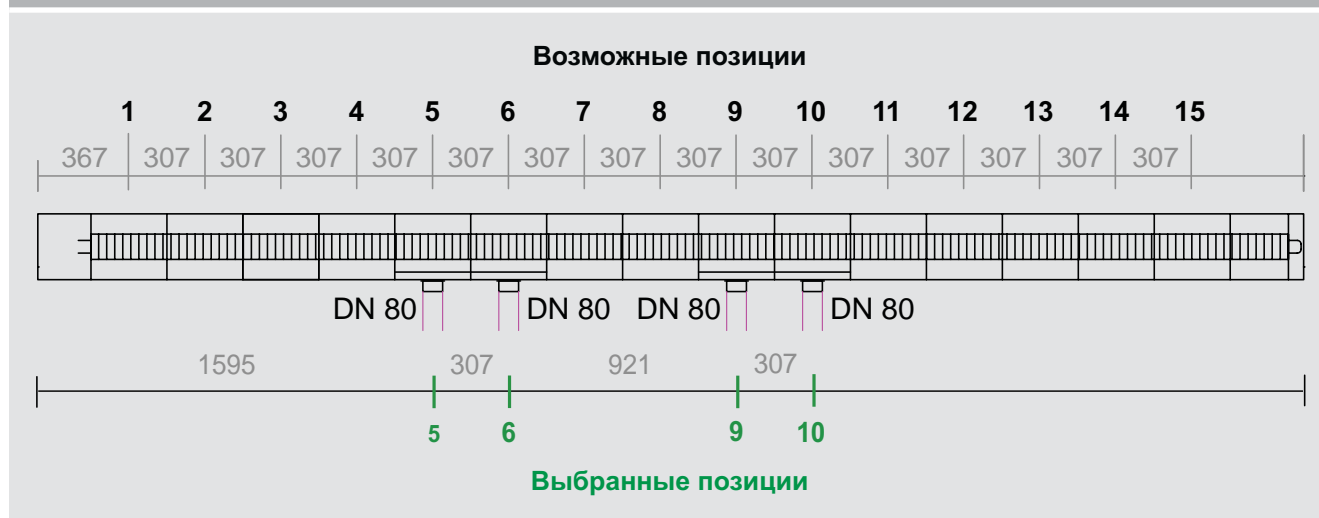 Возможные позиции
1 2 3 4 5 6 7 8 9 10 11 12 13 14 15
367 307 307 307 307 307 307 307 307 307 307 307 307 307 307
DN 80 DN 80 DN 80 DN 80
1595 307 921 307
5 6 9 10
Выбранные позиции